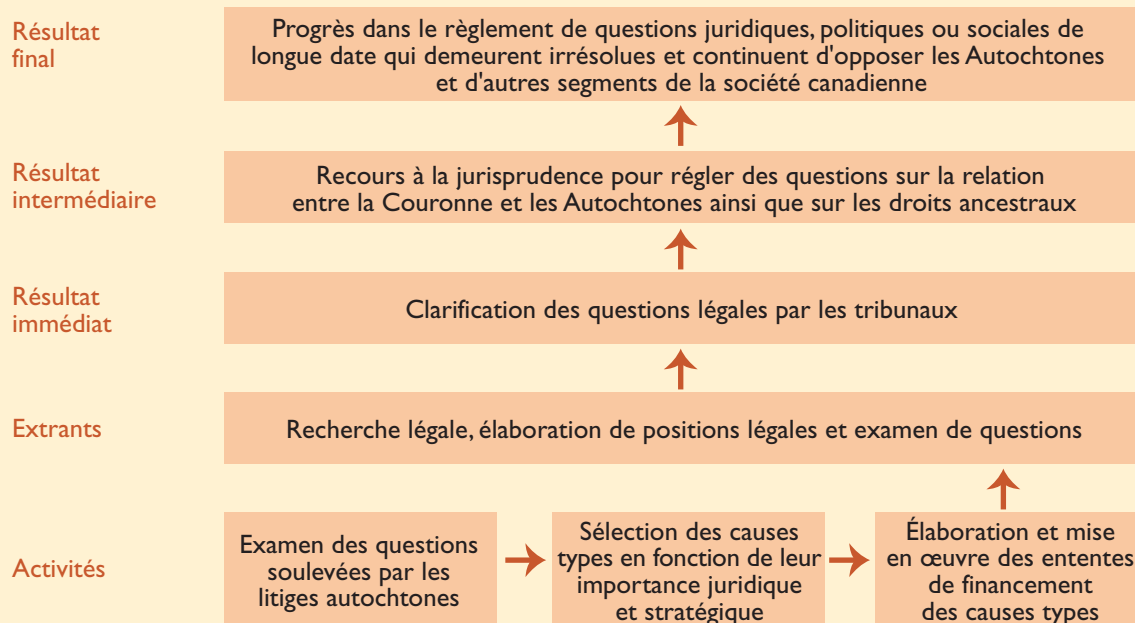 Résultat
final
Progrès dans le règlement de questions juridiques, politiques ou sociales de
longue date qui demeurent irrésolues et continuent d'opposer les Autochtones
et d'autres segments de la société canadienne
Résultat
intermédiaire
Recours à la jurisprudence pour régler des questions sur la relation
entre la Couronne et les Autochtones ainsi que sur les droits ancestraux
Résultat
immédiat
Clarification des questions légales par les tribunaux
Extrants
Recherche légale, élaboration de positions légales et examen de questions
Activités
Examen des questions
soulevées par les
litiges autochtones
Sélection des causes
types en fonction de leur
importance juridique
et stratégique
Élaboration et mise
en œuvre des ententes
de financement
des causes types